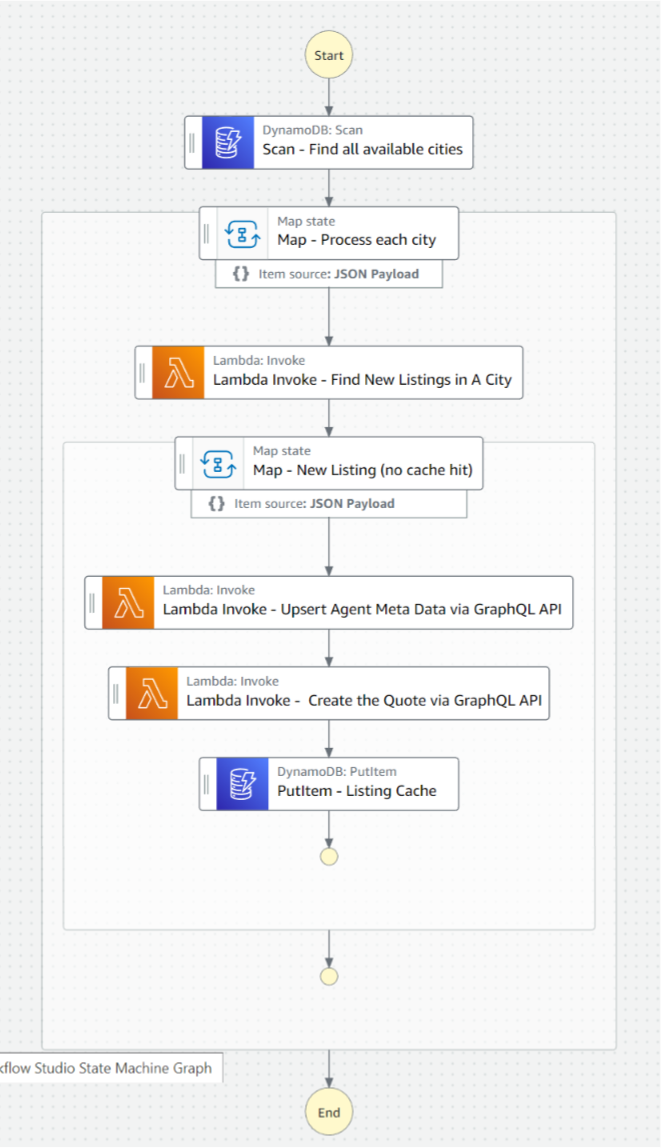 Start
DynamoDB: Scan
Scan - Find all available cities
Map state
Map - Process each city
{} Item source: JSON Payload
Lambda: Invoke
Lambda Invoke - Find New Listings in A City
Map state
Map - New Listing (no cache hit)
{} Item source: JSON Payload
Lambda: Invoke
Lambda Invoke - Upsert Agent Meta Data via GraphQL API
Lambda: Invoke
Lambda Invoke - Create the Quote via GraphQL API
DynamoDB: PutItem
PutItem - Listing Cache
Studio State Machine Graph
End